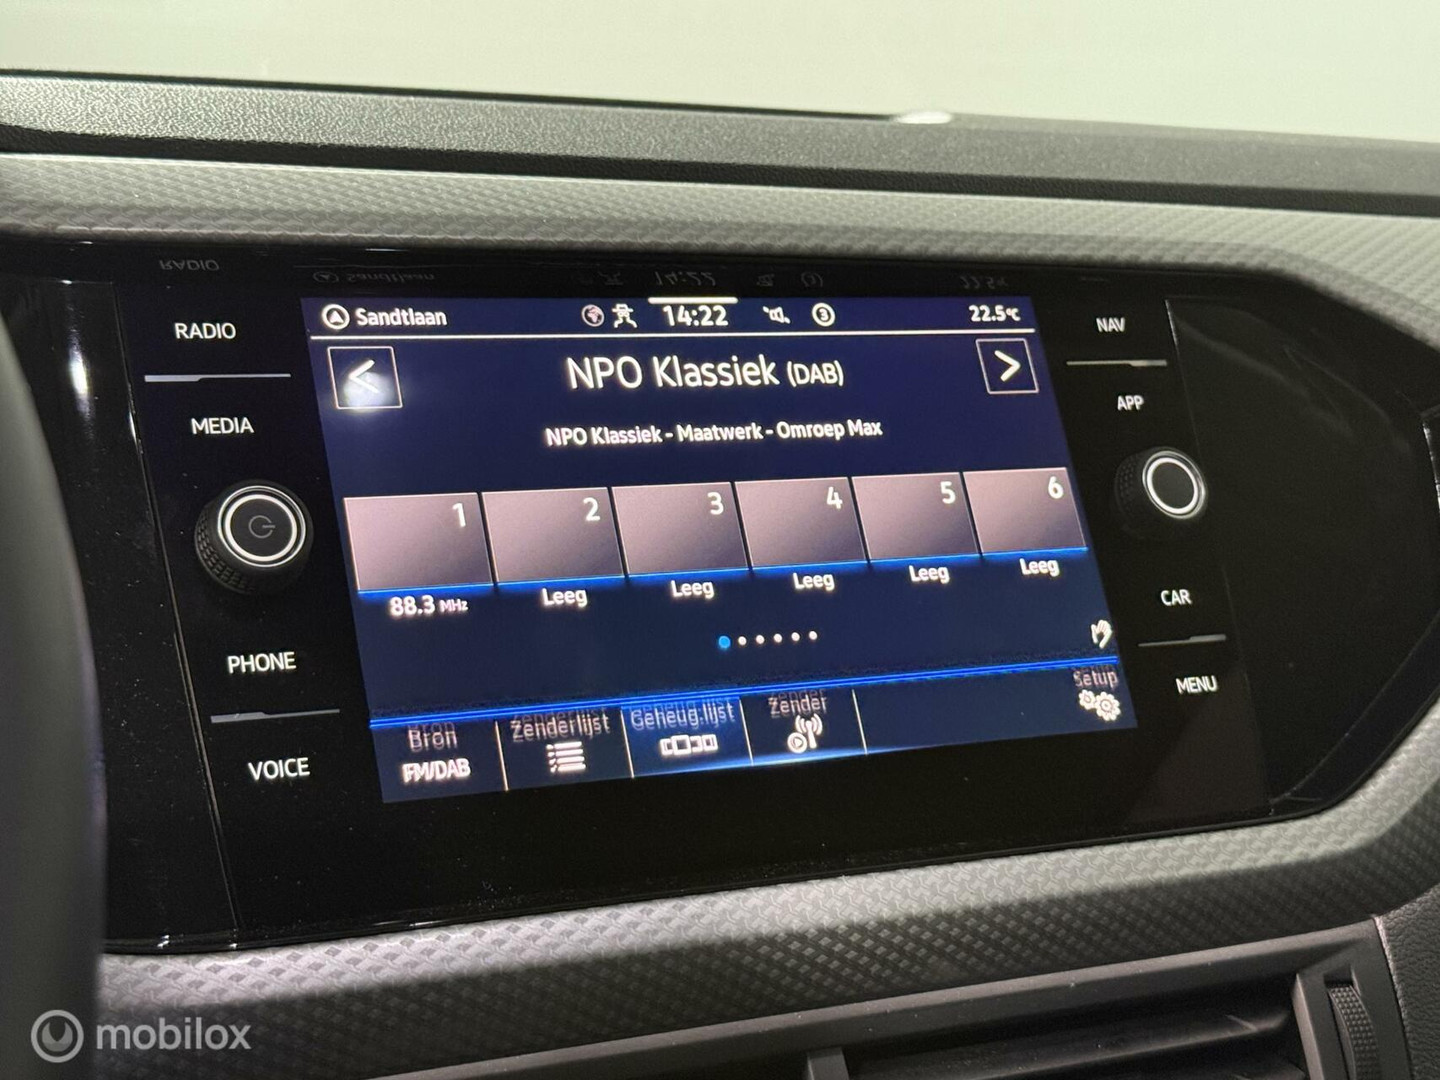 RADIO
MEDIA
PHONE
VOICE
Sandtlaan
14:22
3
22.5°C
NPO Klassiek (DAB)
NPO Klassiek - Maatwerk - Omroep Max
1
2
3
4
5
6
88.3 MHz
Leeg
Leeg
Leeg
Leeg
Leeg
Bron
FM/DAB
Zenderlijst
Geheug.lijst
Zender
Setup
NAV
APP
CAR
MENU
mobilox